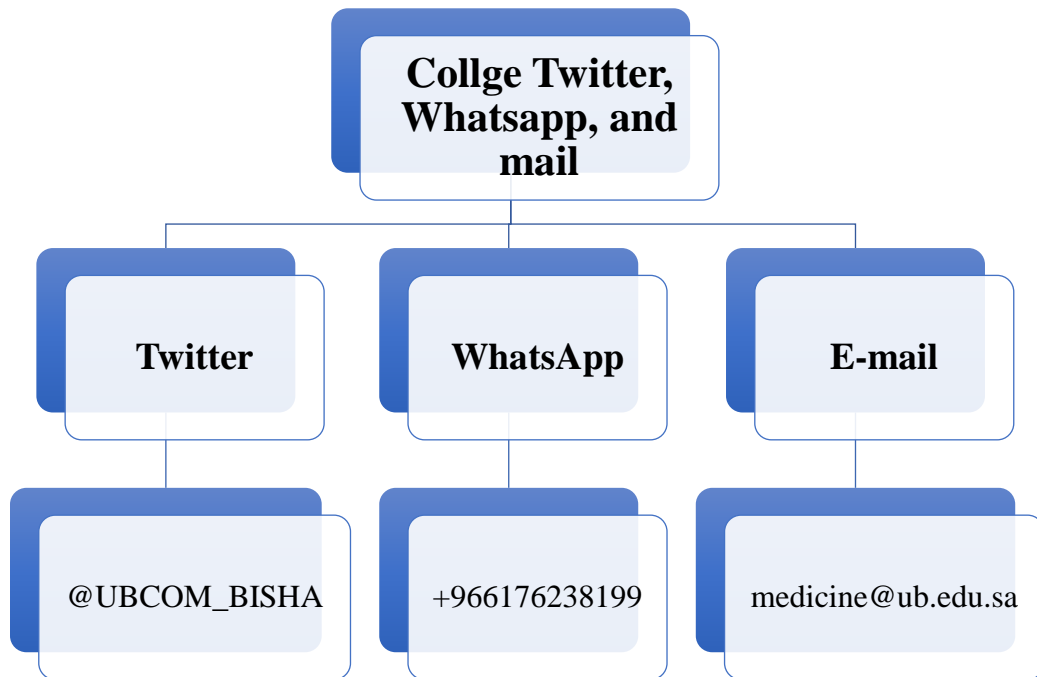 Collge Twitter,
Whatsapp, and
mail
Twitter
WhatsApp
E-mail
@UBCOM_BISHA
+966176238199
medicine@ub.edu.sa